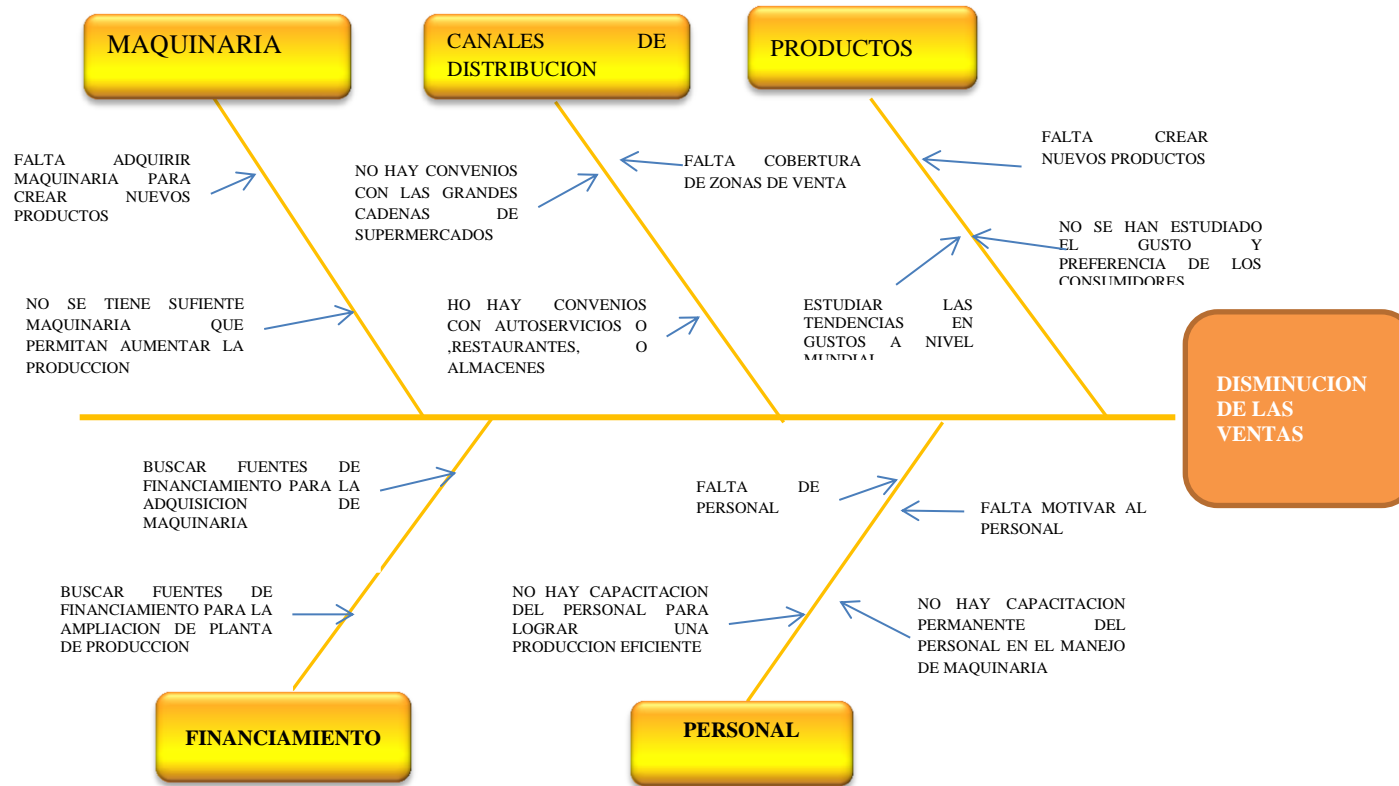 MAQUINARIA
CANALES DE
DISTRIBUCION
PRODUCTOS
FALTA ADQUIRIR
MAQUINARIA PARA
CREAR NUEVOS
PRODUCTOS
NO HAY CONVENIOS
CON LAS GRANDES
CADENAS DE
SUPERMERCADOS
FALTA COBERTURA
DE ZONAS DE VENTA
FALTA CREAR
NUEVOS PRODUCTOS
NO SE HAN ESTUDIADO
EL GUSTO Y
PREFERENCIA DE LOS
CONSUMIDORES
NO SE TIENE SUFIENTE
MAQUINARIA QUE
PERMITAN AUMENTAR LA
PRODUCCION
HO HAY CONVENIOS
CON AUTOSERVICIOS O
,RESTAURANTES, O
ALMACENES
ESTUDIAR LAS
TENDENCIAS EN
GUSTOS A NIVEL
MUNDIAL
DISMINUCION
DE LAS
VENTAS
BUSCAR FUENTES DE
FINANCIAMIENTO PARA LA
ADQUISICION DE
MAQUINARIA
FALTA DE
PERSONAL
FALTA MOTIVAR AL
PERSONAL
BUSCAR FUENTES DE
FINANCIAMIENTO PARA LA
AMPLIACION DE PLANTA
DE PRODUCCION
NO HAY CAPACITACION
DEL PERSONAL PARA
LOGRAR UNA
PRODUCCION EFICIENTE
NO HAY CAPACITACION
PERMANENTE DEL
PERSONAL EN EL MANEJO
DE MAQUINARIA
FINANCIAMIENTO
PERSONAL